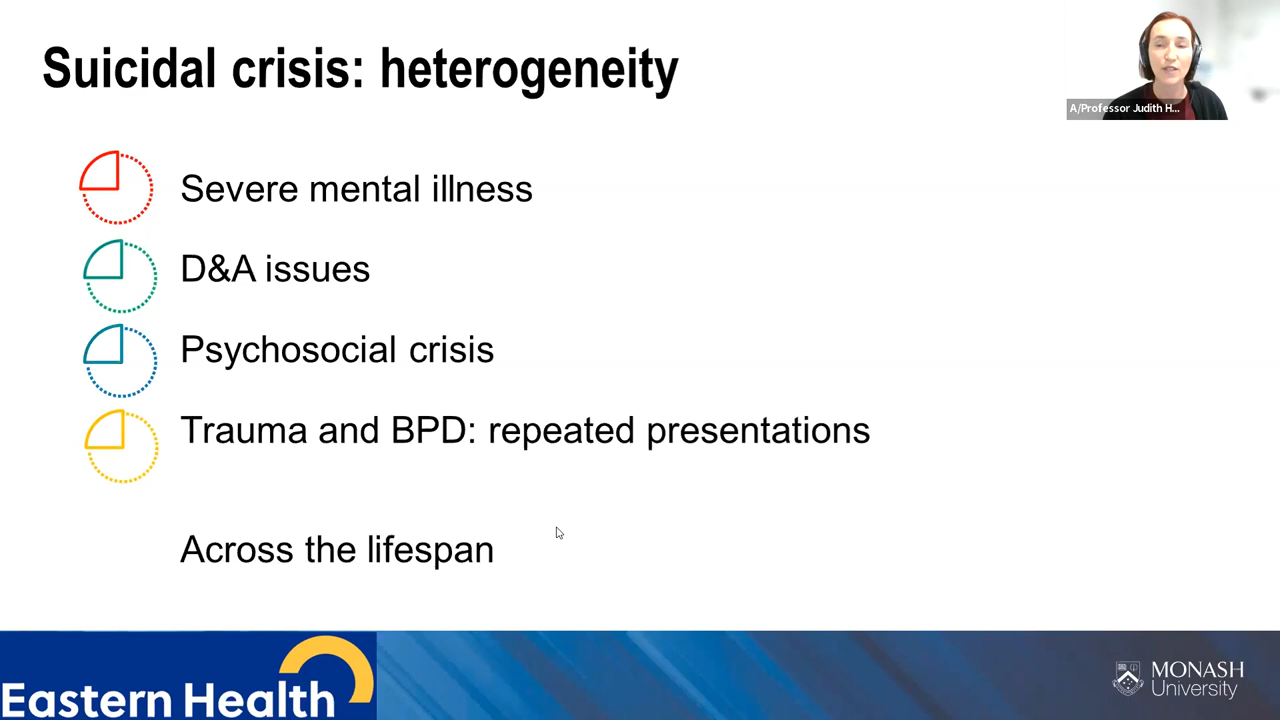 Suicidal crisis: heterogeneity
A/Professor Judith H...
Severe mental illness
D&A issues
Psychosocial crisis
Trauma and BPD: repeated presentations
Across the lifespan
Eastern Health
MONASH
University